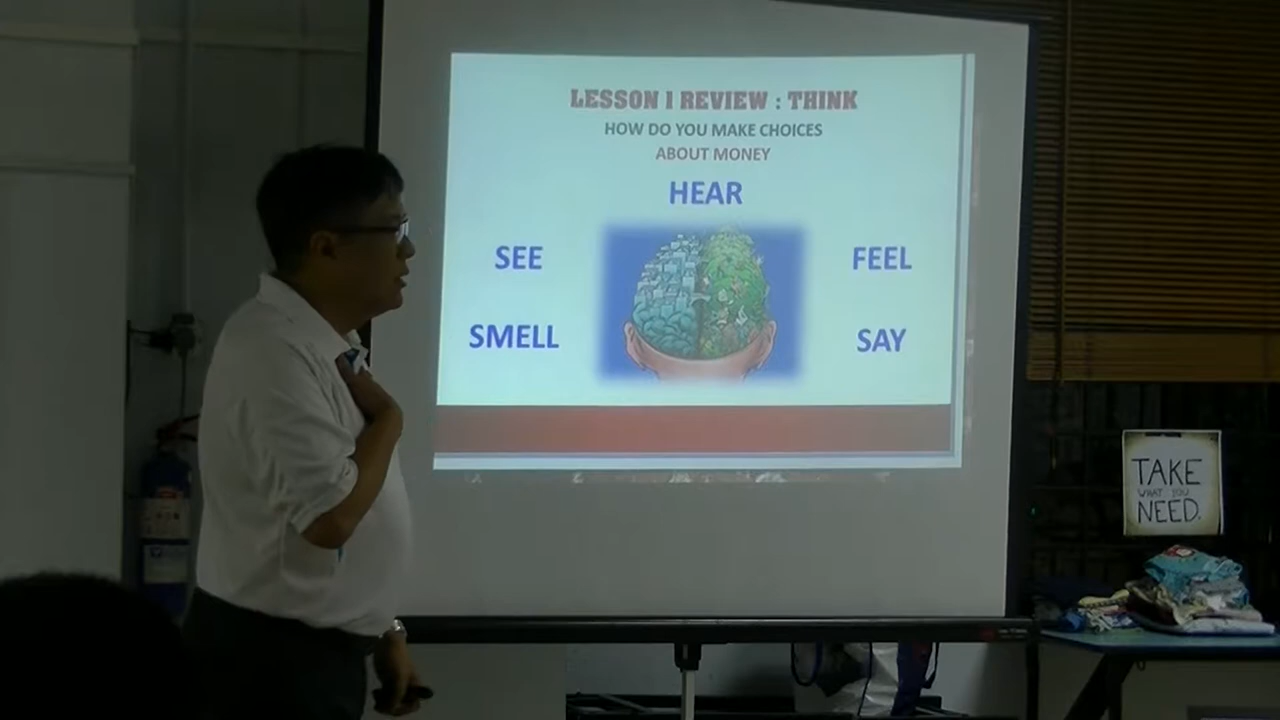 LESSON 1 REVIEW : THINK
HOW DO YOU MAKE CHOICES
ABOUT MONEY
HEAR
SEE
FEEL
SMELL
SAY
TAKE
WHAT YOU
NEED.